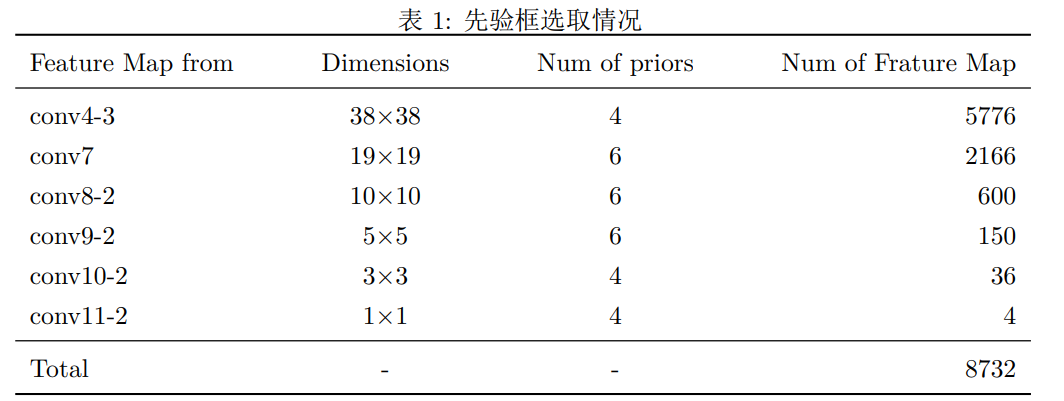 表 1: 先验框选取情况
Feature Map from Dimensions Num of priors Num of Frature Map
conv4-3 38×38 4 5776
conv7 19×19 6 2166
conv8-2 10×10 6 600
conv9-2 5×5 6 150
conv10-2 3×3 4 36
conv11-2 1×1 4 4
Total - - 8732